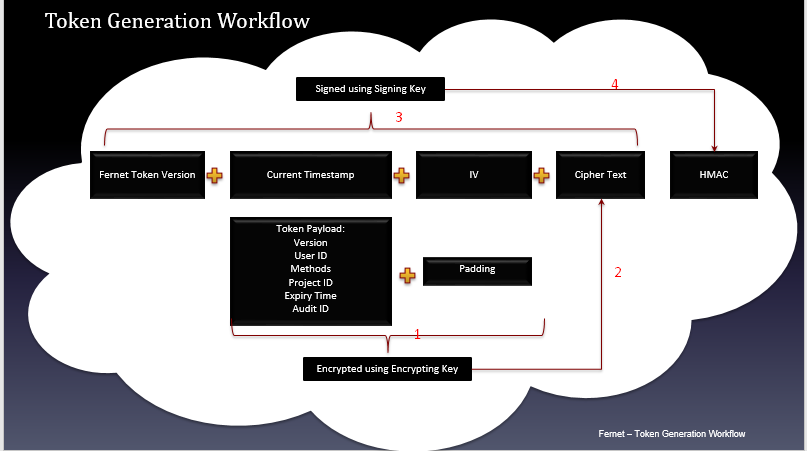 Token Generation Workflow
4
Signed using Signing Key
3
Fernet Token Version
Current Timestamp
IV
Cipher Text
HMAC
Token Payload:
Version
User ID
Methods
Project ID
Expiry Time
Audit ID
Padding
2
1
Encrypted using Encrypting Key
Fernet – Token Generation Workflow